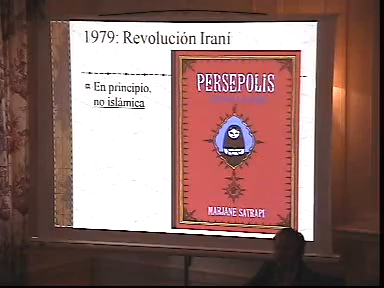 1979: Revolución Iraní
¤ En principio,
no islámica
PERSEPOLIS
MARJANE SATRAPI